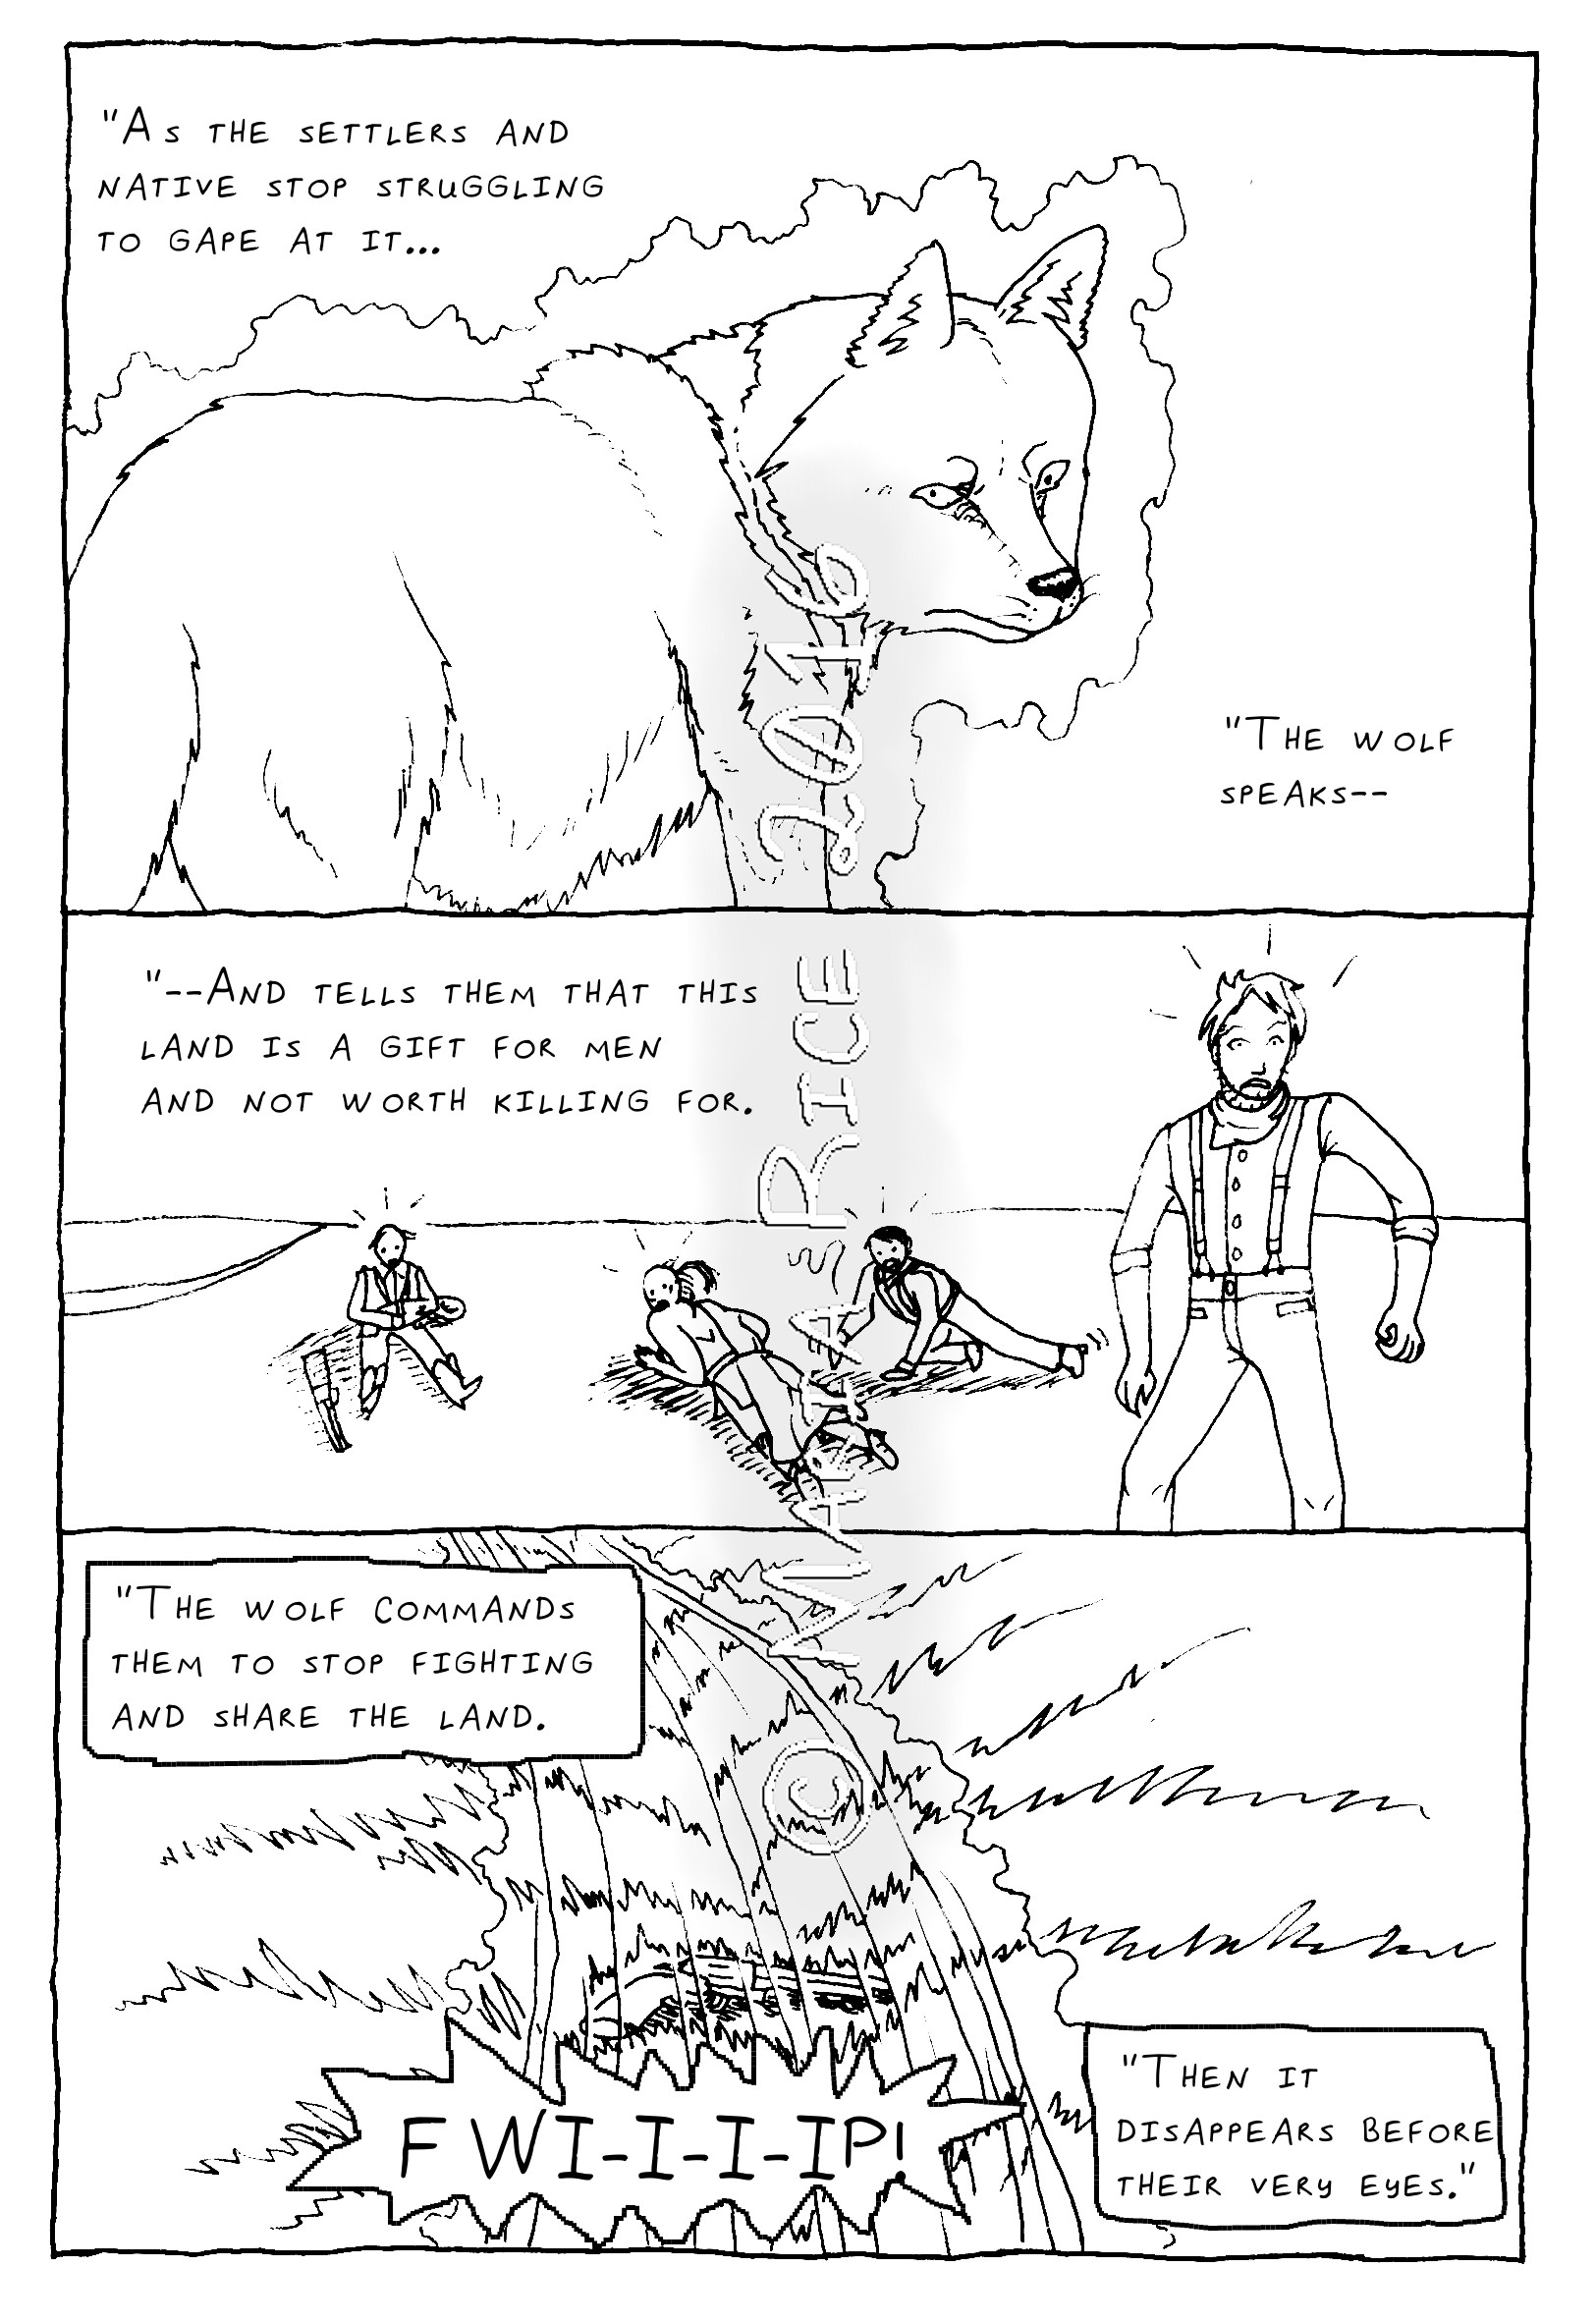 "As the settlers and
native stop struggling
to gape at it...
"The wolf
speaks--
"--And tells them that this
land is a gift for men
and not worth killing for.
"The wolf commands
them to stop fighting
and share the land.
FWI-I-I-IP!
"Then it
disappears before
their very eyes."